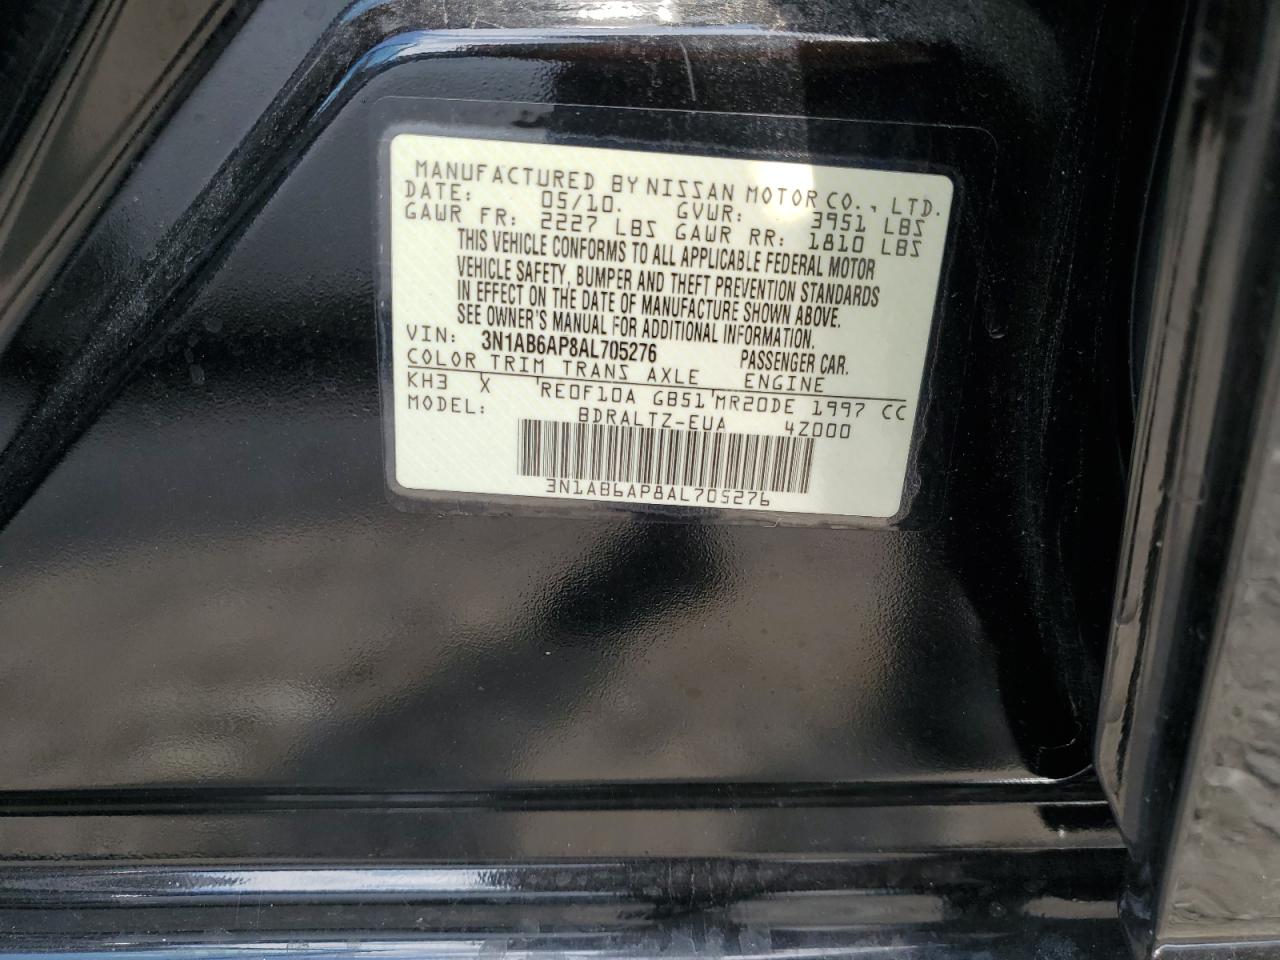 MANUFACTURED BY NISSAN MOTOR CO., LTD.
DATE: 05/10. GVWR: 3951 LBS
GAWR FR: 2227 LBS GAWR RR: 1810 LBS
THIS VEHICLE CONFORMS TO ALL APPLICABLE FEDERAL MOTOR
VEHICLE SAFETY, BUMPER AND THEFT PREVENTION STANDARDS
IN EFFECT ON THE DATE OF MANUFACTURE SHOWN ABOVE.
SEE OWNER'S MANUAL FOR ADDITIONAL INFORMATION.
VIN: 3N1AB6AP8AL705276 PASSENGER CAR.
COLOR TRIM TRANS AXLE ENGINE
KH3 X RE0F10A GB51 MR20DE 1997 CC
MODEL: BDRALTZ-EUA 4Z000
3N1AB6AP8AL705276